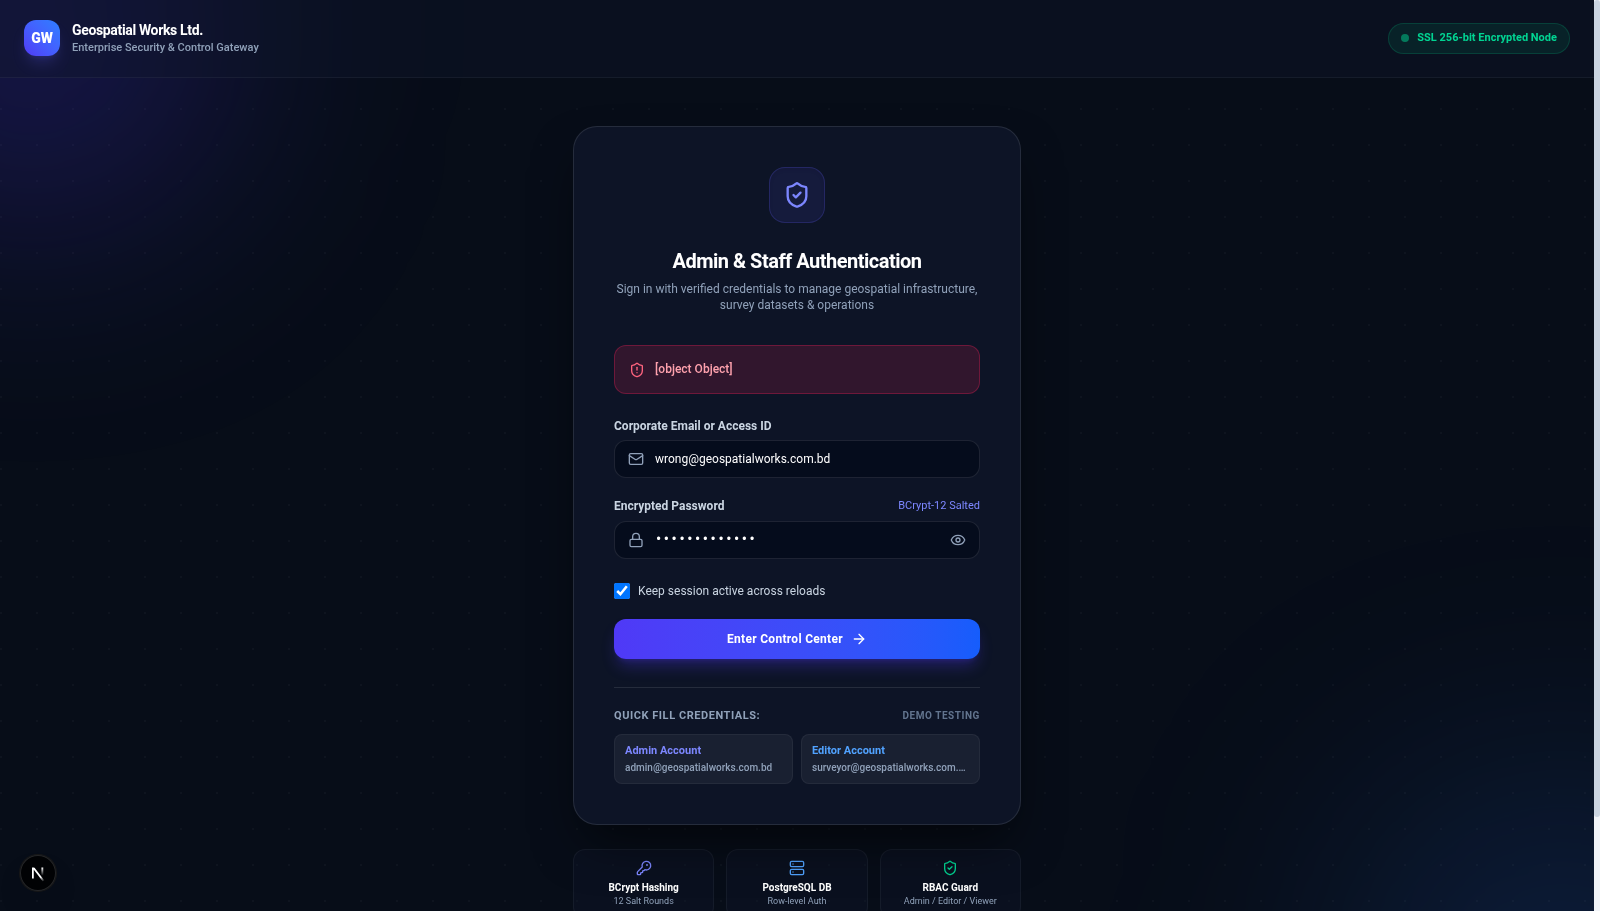 GW
Geospatial Works Ltd.
Enterprise Security & Control Gateway
SSL 256-bit Encrypted Node
Admin & Staff Authentication
Sign in with verified credentials to manage geospatial infrastructure,
survey datasets & operations
[object Object]
Corporate Email or Access ID
wrong@geospatialworks.com.bd
Encrypted Password
BCrypt-12 Salted
•••••••••••••
Keep session active across reloads
Enter Control Center →
QUICK FILL CREDENTIALS:
DEMO TESTING
Admin Account
admin@geospatialworks.com.bd
Editor Account
surveyor@geospatialworks.com....
N
BCrypt Hashing
12 Salt Rounds
PostgreSQL DB
Row-level Auth
RBAC Guard
Admin / Editor / Viewer